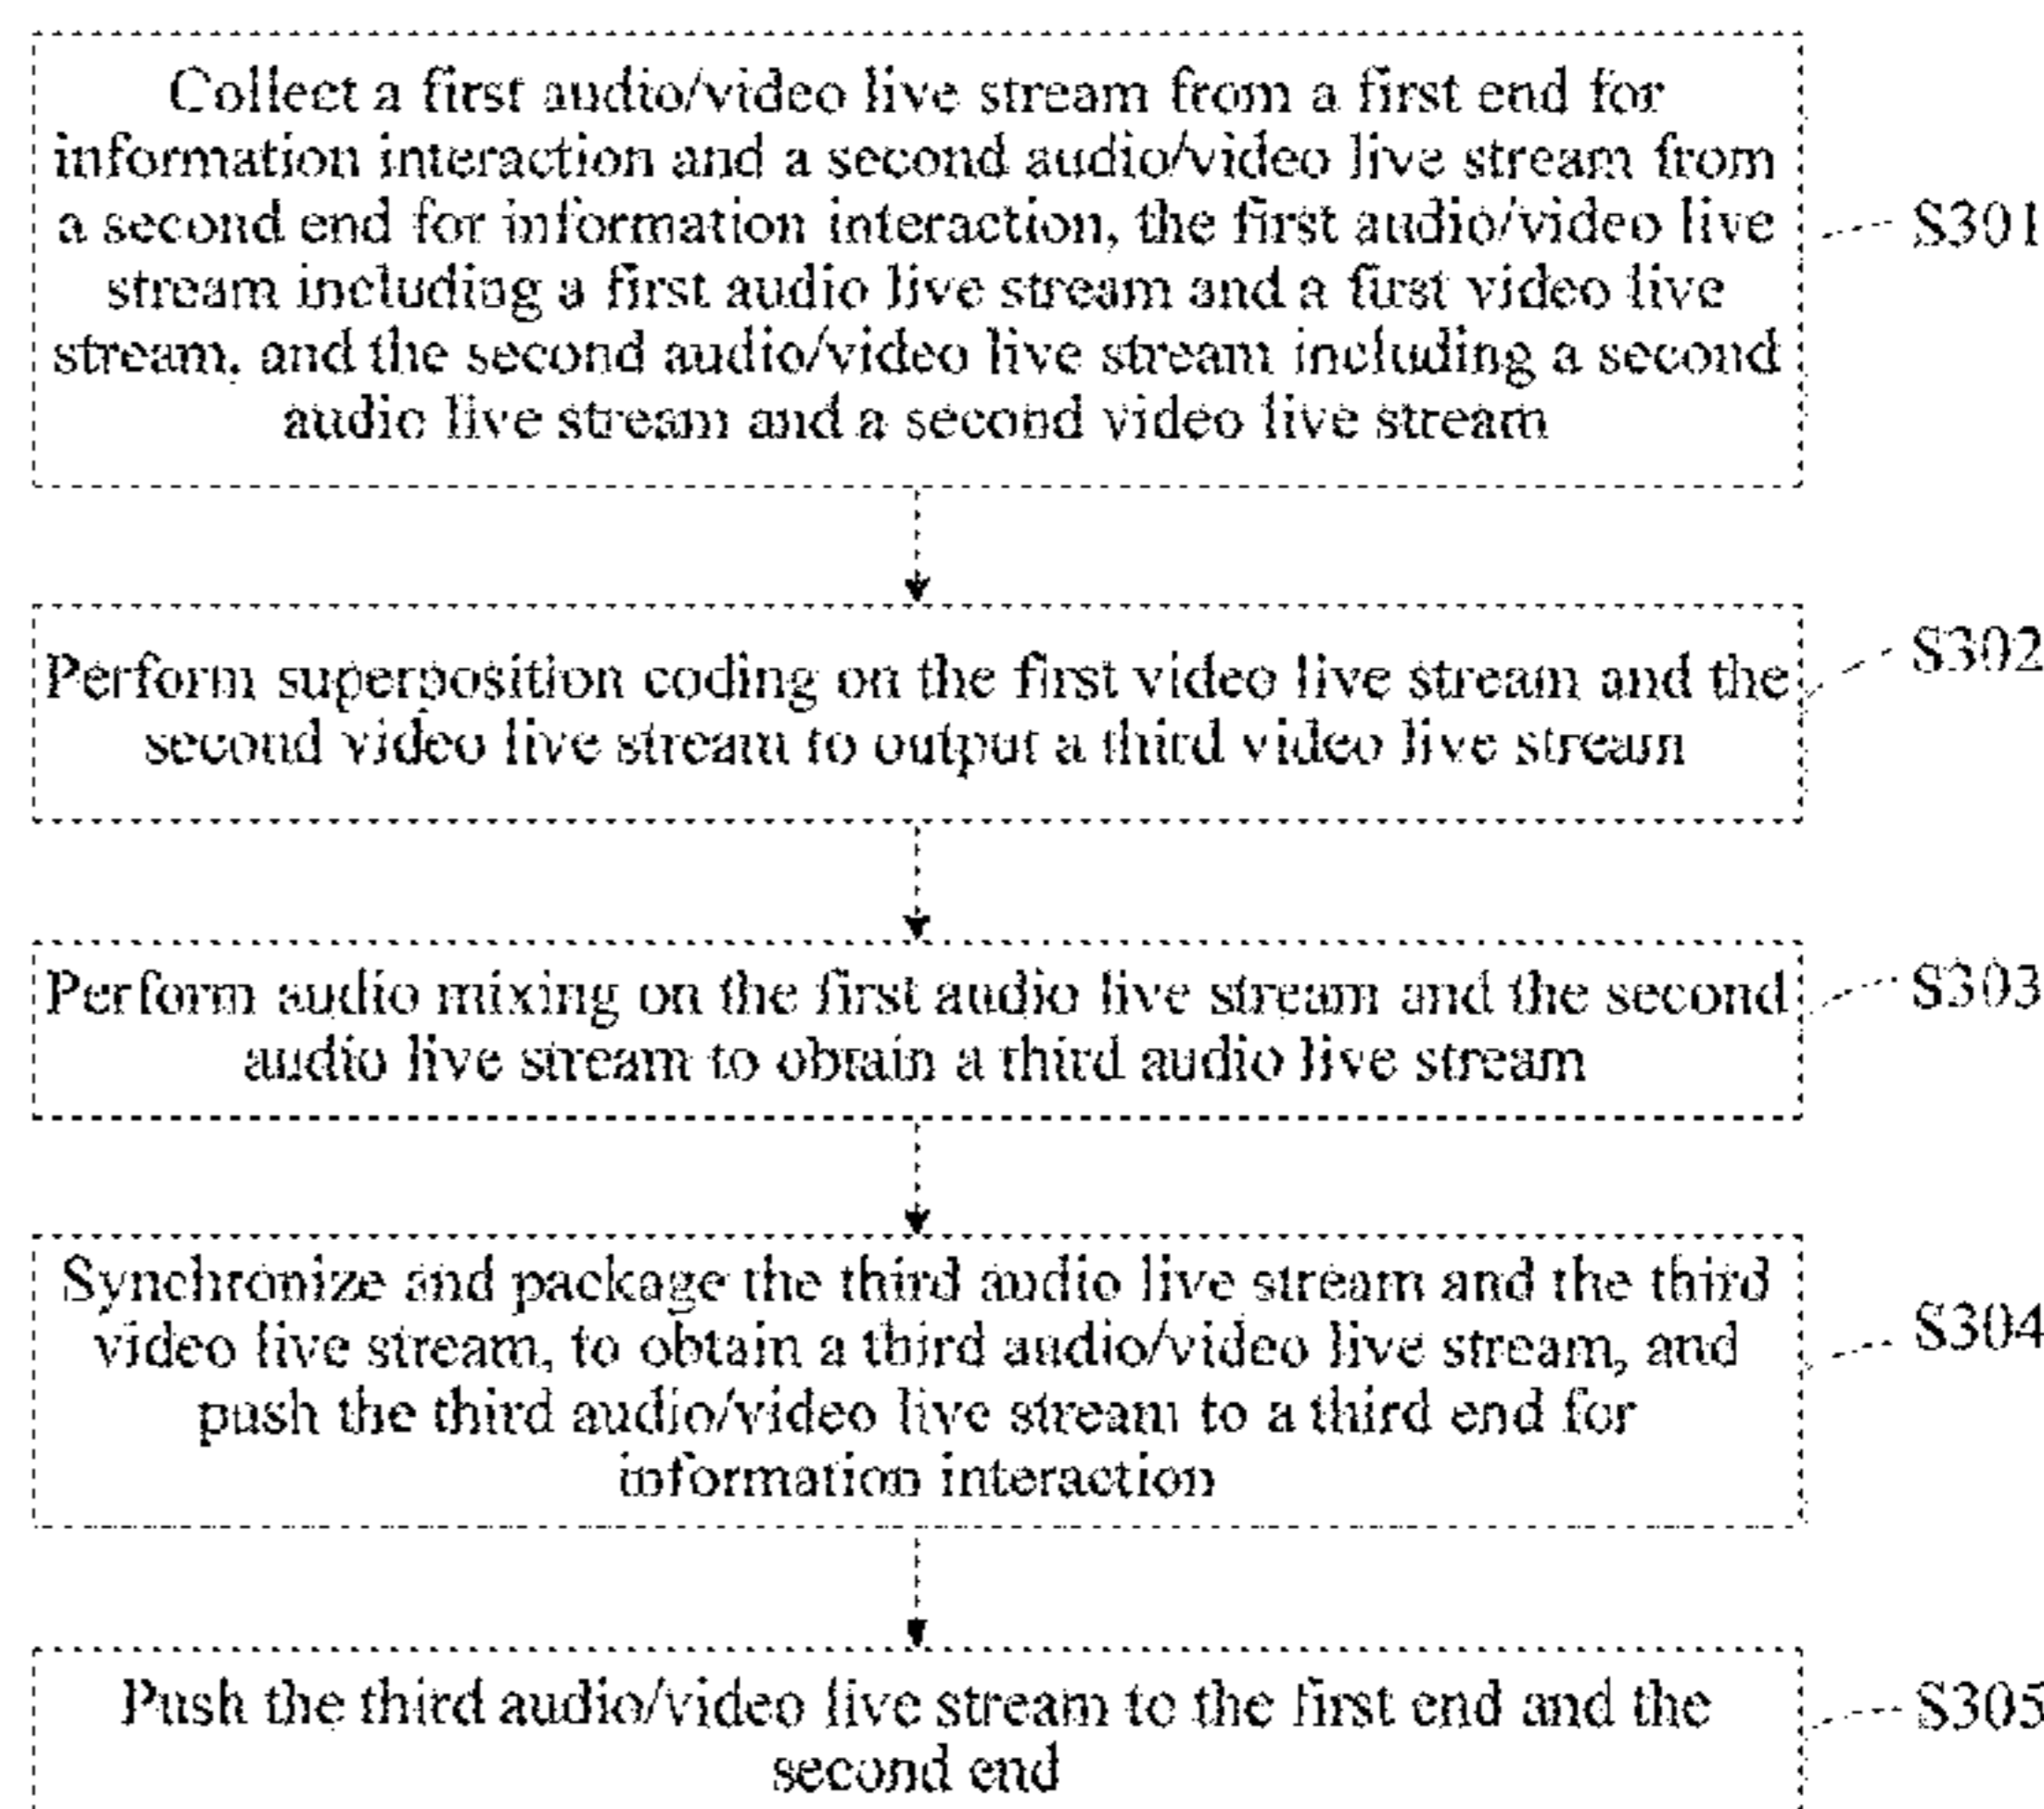 Collect a first audio/video live stream from a first end for
information interaction and a second audio/video live stream from
a second end for information interaction, the first audio/video live
stream including a first audio live stream and a first video live
stream, and the second audio/video live stream including a second
audio live stream and a second video live stream
S301
Perform superposition coding on the first video live stream and the
second video live stream to output a third video live stream
S302
Perform audio mixing on the first audio live stream and the second
audio live stream to obtain a third audio live stream
S303
Synchronize and package the third audio live stream and the third
video live stream, to obtain a third audio/video live stream, and
push the third audio/video live stream to a third end for
information interaction
S304
Push the third audio/video live stream to the first end and the
second end
S305